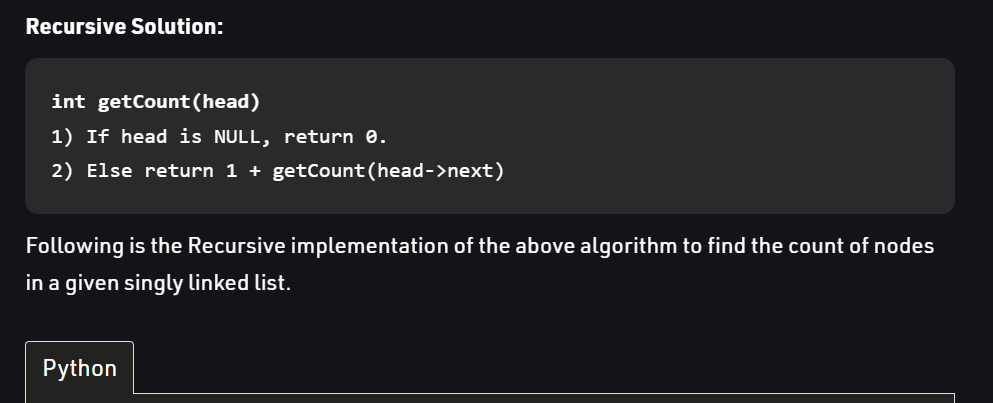 Recursive Solution:
int getCount(head)
1) If head is NULL, return 0.
2) Else return 1 + getCount(head->next)
Following is the Recursive implementation of the above algorithm to find the count of nodes
in a given singly linked list.
Python